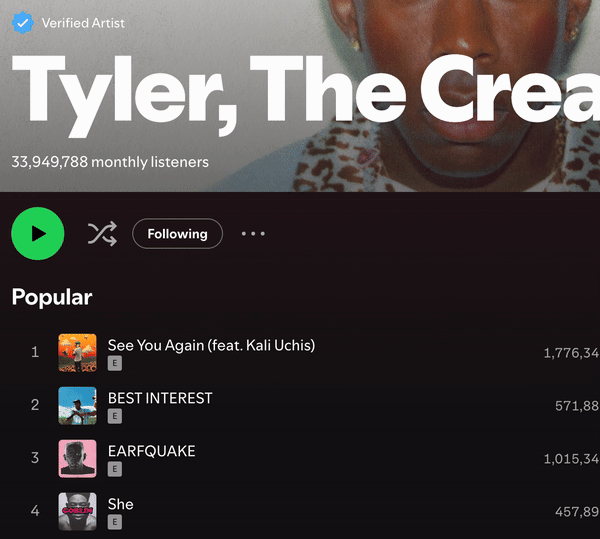 Verified Artist
Tyler, The Crea
33,949,788 monthly listeners
Following
Popular
1 See You Again (feat. Kali Uchis) 1,776,34
E
2 BEST INTEREST 571,88
E
3 EARFQUAKE 1,015,34
E
4 She 457,89
GOBLIN
E